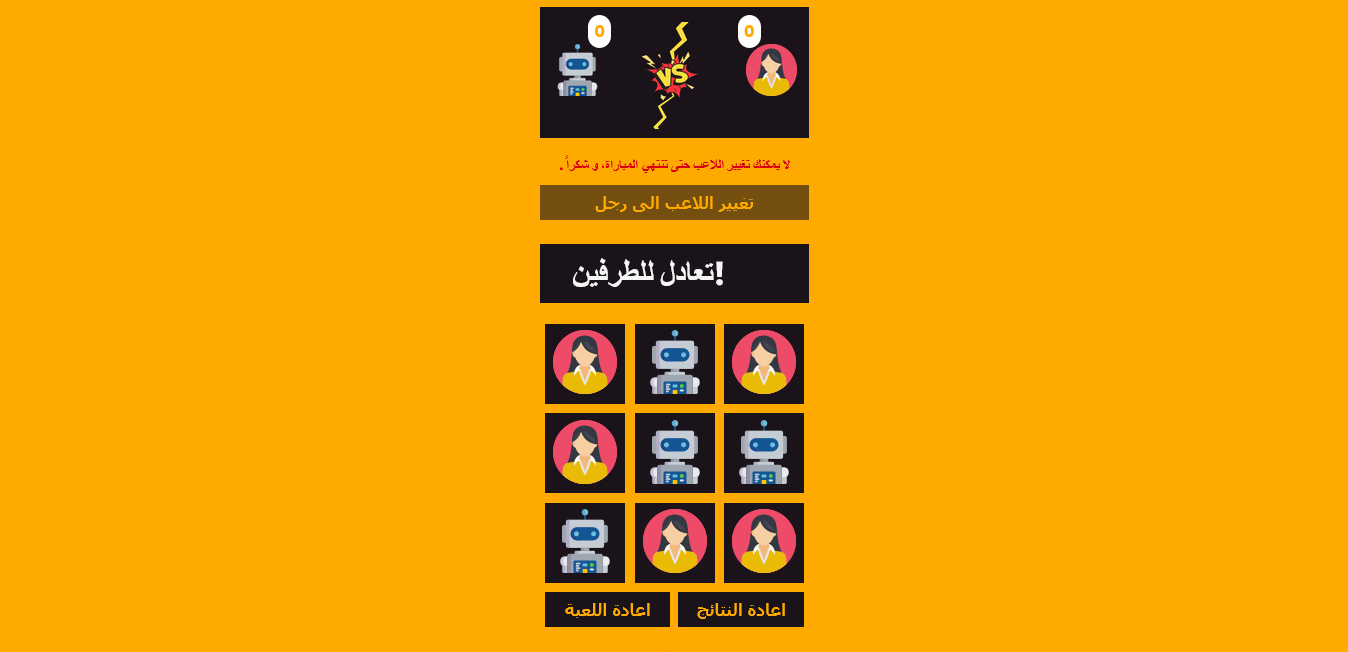 0
0
VS
لا يمكنك تغيير اللاعب حتى تنتهي المباراة، و شكراً .
تغيير اللاعب الى رجل
تعادل للطرفين!
اعادة النتائج
اعادة اللعبة